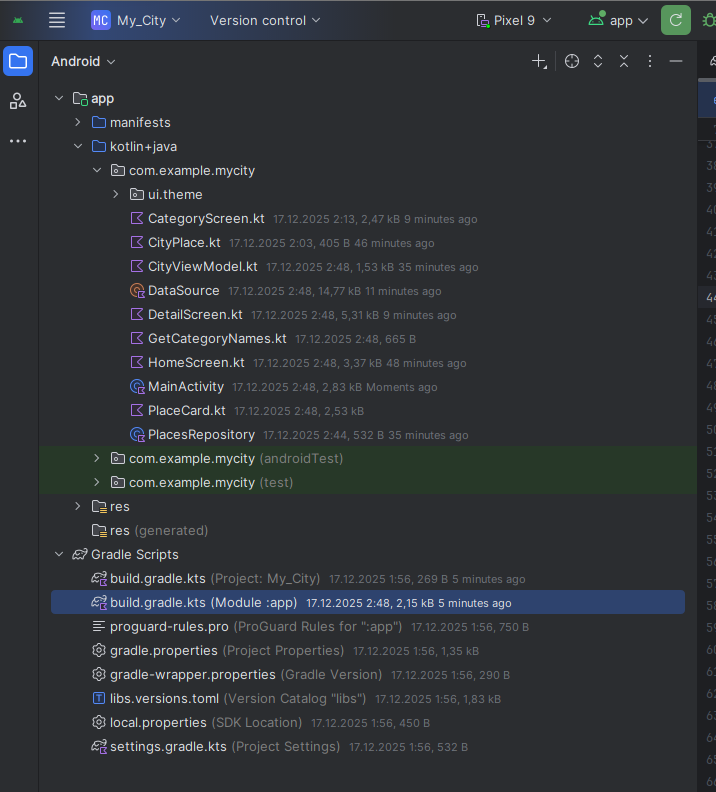 MC My_City Version control Pixel 9 app
Android
app
manifests
kotlin+java
com.example.mycity
ui.theme
CategoryScreen.kt 17.12.2025 2:13, 2,47 kB 9 minutes ago
CityPlace.kt 17.12.2025 2:03, 405 B 46 minutes ago
CityViewModel.kt 17.12.2025 2:48, 1,53 kB 35 minutes ago
DataSource 17.12.2025 2:48, 14,77 kB 11 minutes ago
DetailScreen.kt 17.12.2025 2:48, 5,31 kB 9 minutes ago
GetCategoryNames.kt 17.12.2025 2:48, 665 B
HomeScreen.kt 17.12.2025 2:48, 3,37 kB 48 minutes ago
MainActivity 17.12.2025 2:48, 2,83 kB Moments ago
PlaceCard.kt 17.12.2025 2:48, 2,53 kB
PlacesRepository 17.12.2025 2:44, 532 B 35 minutes ago
com.example.mycity (androidTest)
com.example.mycity (test)
res
res (generated)
Gradle Scripts
build.gradle.kts (Project: My_City) 17.12.2025 1:56, 269 B 5 minutes ago
build.gradle.kts (Module :app) 17.12.2025 2:48, 2,15 kB 5 minutes ago
proguard-rules.pro (ProGuard Rules for ":app") 17.12.2025 1:56, 750 B
gradle.properties (Project Properties) 17.12.2025 1:56, 1,35 kB
gradle-wrapper.properties (Gradle Version) 17.12.2025 1:56, 290 B
libs.versions.toml (Version Catalog "libs") 17.12.2025 1:56, 1,83 kB
local.properties (SDK Location) 17.12.2025 1:56, 450 B
settings.gradle.kts (Project Settings) 17.12.2025 1:56, 532 B